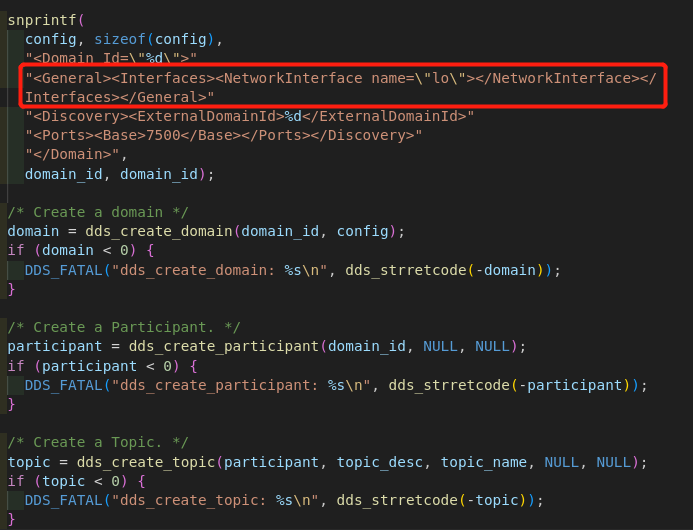 snprintf(
config, sizeof(config),
"<Domain Id=\"%d\">"
"<General><Interfaces><NetworkInterface name=\"lo\"></NetworkInterface></
Interfaces></General>"
"<Discovery><ExternalDomainId>%d</ExternalDomainId>"
"<Ports><Base>7500</Base></Ports></Discovery>"
"</Domain>",
domain_id, domain_id);
/* Create a domain */
domain = dds_create_domain(domain_id, config);
if (domain < 0) {
DDS_FATAL("dds_create_domain: %s\n", dds_strretcode(-domain));
}
/* Create a Participant. */
participant = dds_create_participant(domain_id, NULL, NULL);
if (participant < 0) {
DDS_FATAL("dds_create_participant: %s\n", dds_strretcode(-participant));
}
/* Create a Topic. */
topic = dds_create_topic(participant, topic_desc, topic_name, NULL, NULL);
if (topic < 0) {
DDS_FATAL("dds_create_topic: %s\n", dds_strretcode(-topic));
}